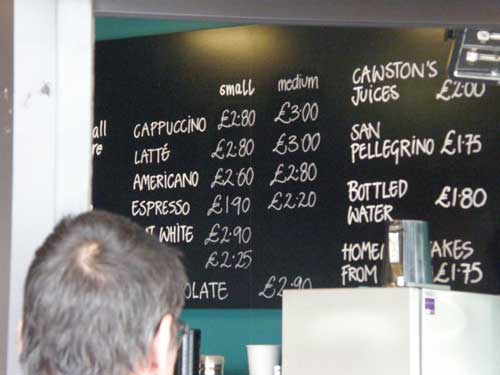 small medium
CAPPUCCINO £2.80 £3.00
LATTÉ £2.80 £3.00
AMERICANO £2.60 £2.80
ESPRESSO £1.90 £2.20
WHITE £2.90
£2.25
£2.90
CAWSTON'S
JUICES £2.00
SAN
PELLEGRINO £1.75
BOTTLED
WATER £1.80
FROM £1.75